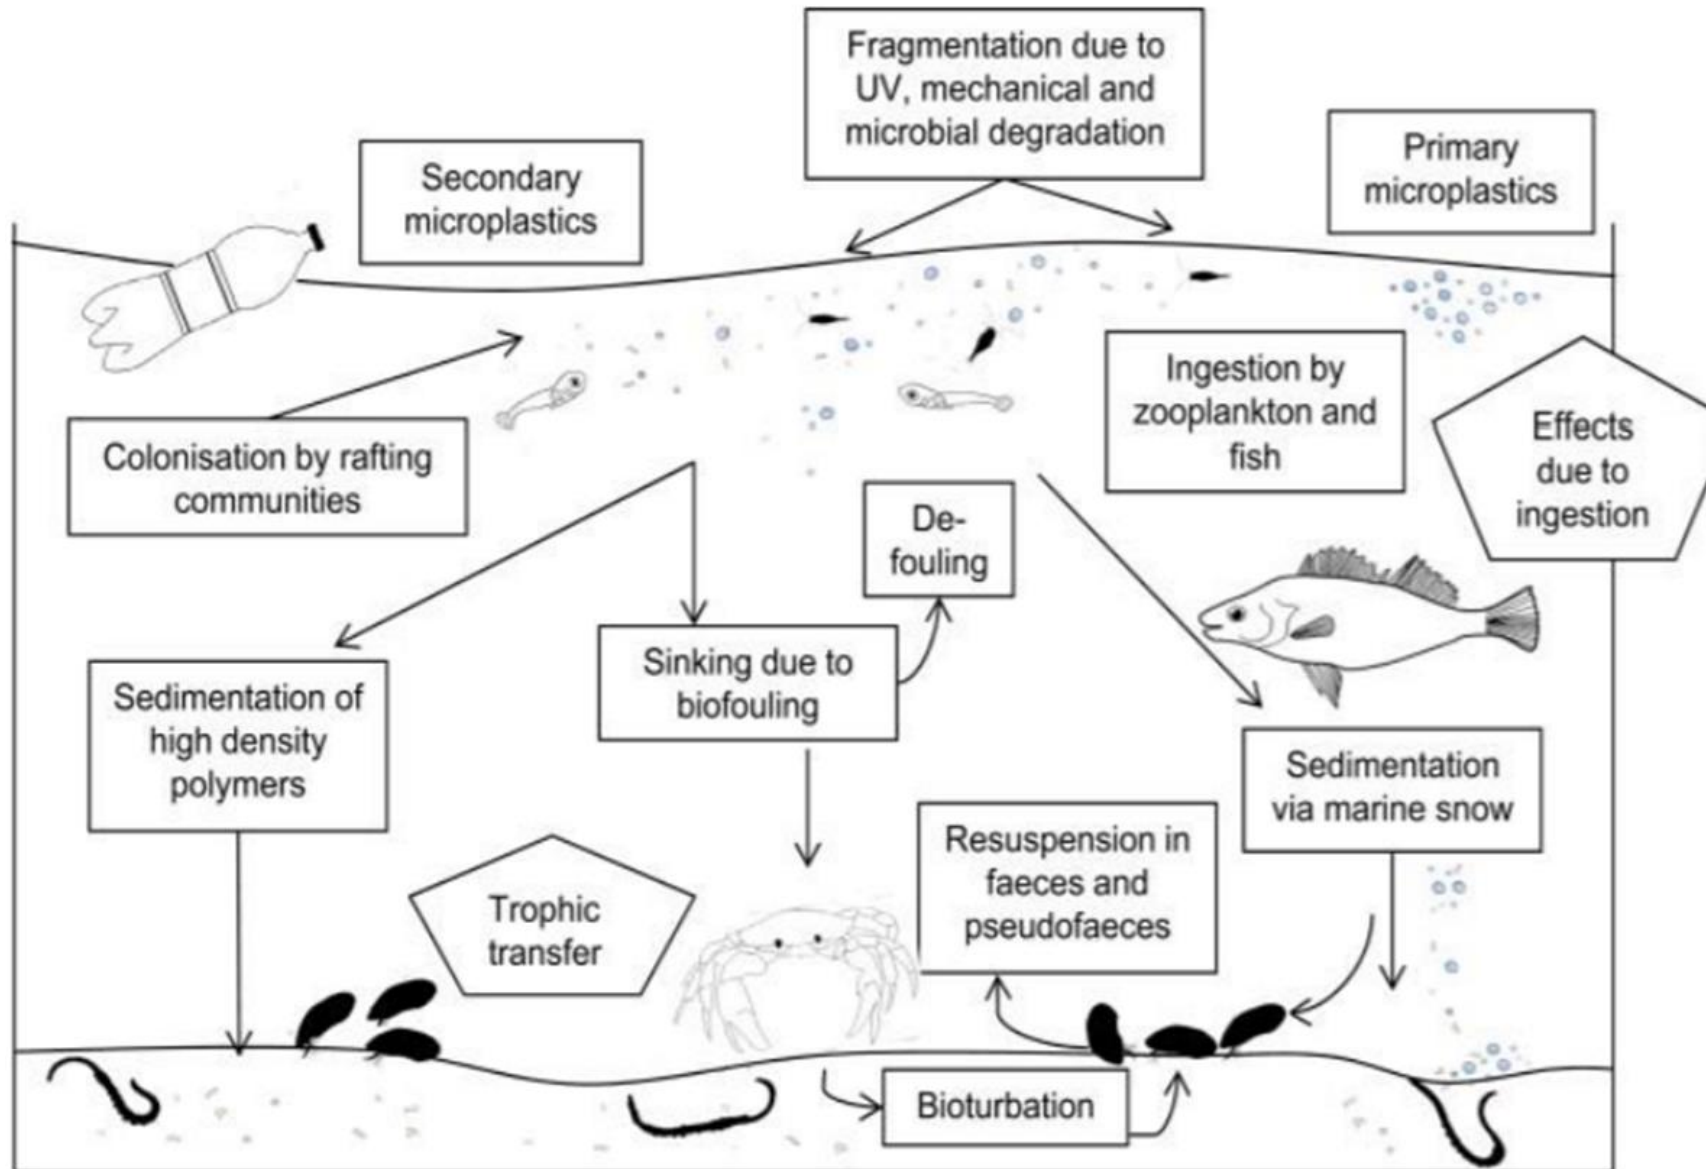 Fragmentation due to
UV, mechanical and
microbial degradation
Primary
microplastics
Secondary
microplastics
Ingestion by
zooplankton and
fish
Effects
due to
ingestion
Colonisation by rafting
communities
De-
fouling
Sinking due to
biofouling
Sedimentation of
high density
polymers
Sedimentation
via marine snow
Resuspension in
faeces and
pseudofaeces
Trophic
transfer
Bioturbation